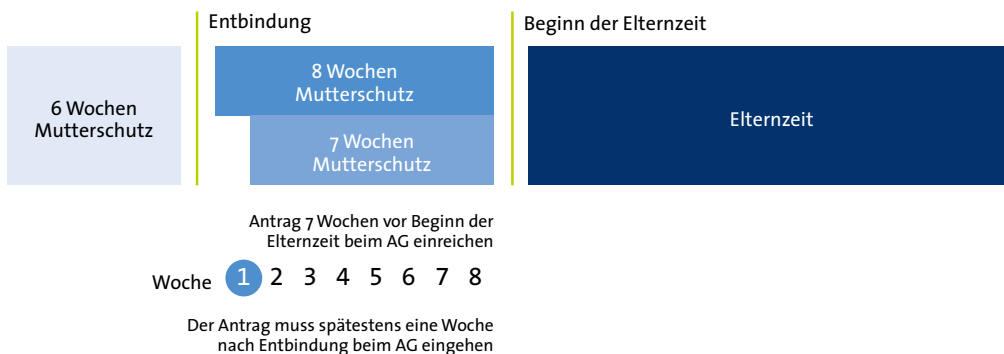 Entbindung
Beginn der Elternzeit
6 Wochen
Mutterschutz
8 Wochen
Mutterschutz
7 Wochen
Mutterschutz
Elternzeit
Antrag 7 Wochen vor Beginn der
Elternzeit beim AG einreichen
Woche 1 2 3 4 5 6 7 8
Der Antrag muss spätestens eine Woche
nach Entbindung beim AG eingehen